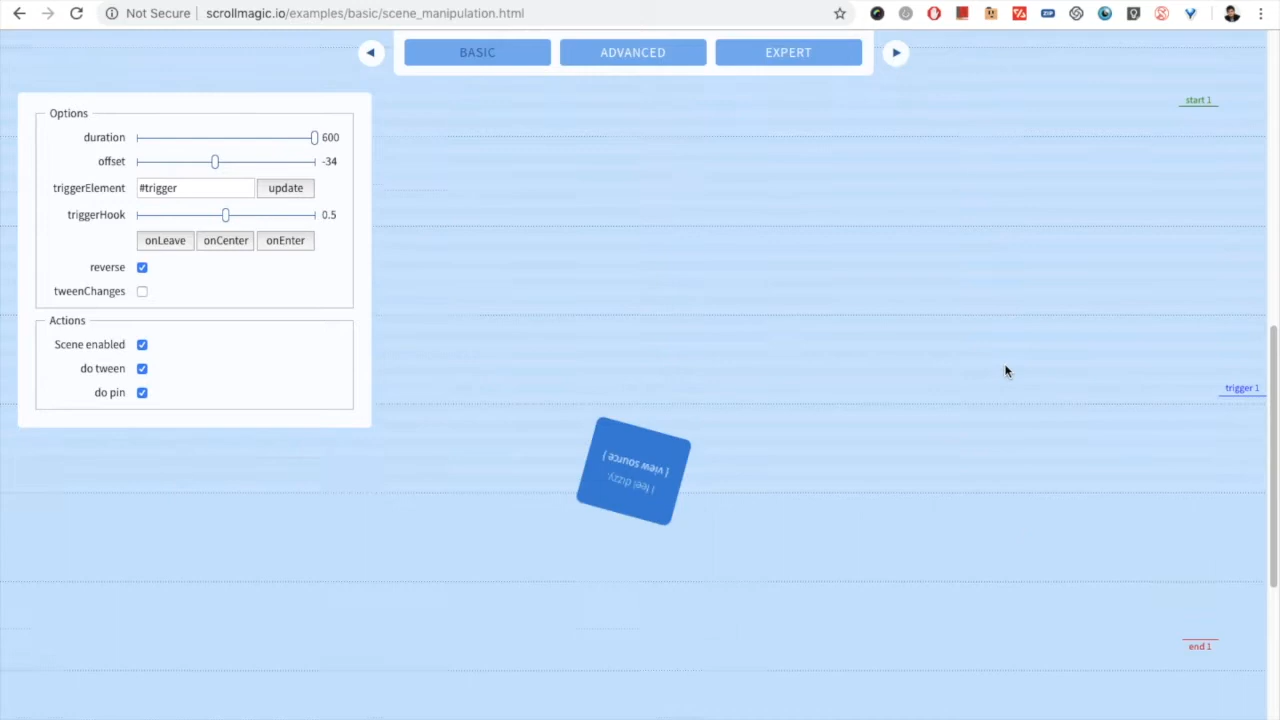 Not Secure
scrollmagic.io/examples/basic/scene_manipulation.html
ZIP
BASIC
ADVANCED
EXPERT
Options
duration 600
offset -34
triggerElement #trigger update
triggerHook 0.5
onLeave onCenter onEnter
reverse
tweenChanges
Actions
Scene enabled
do tween
do pin
start 1
trigger 1
I feel dizzy.
{ view source }
end 1